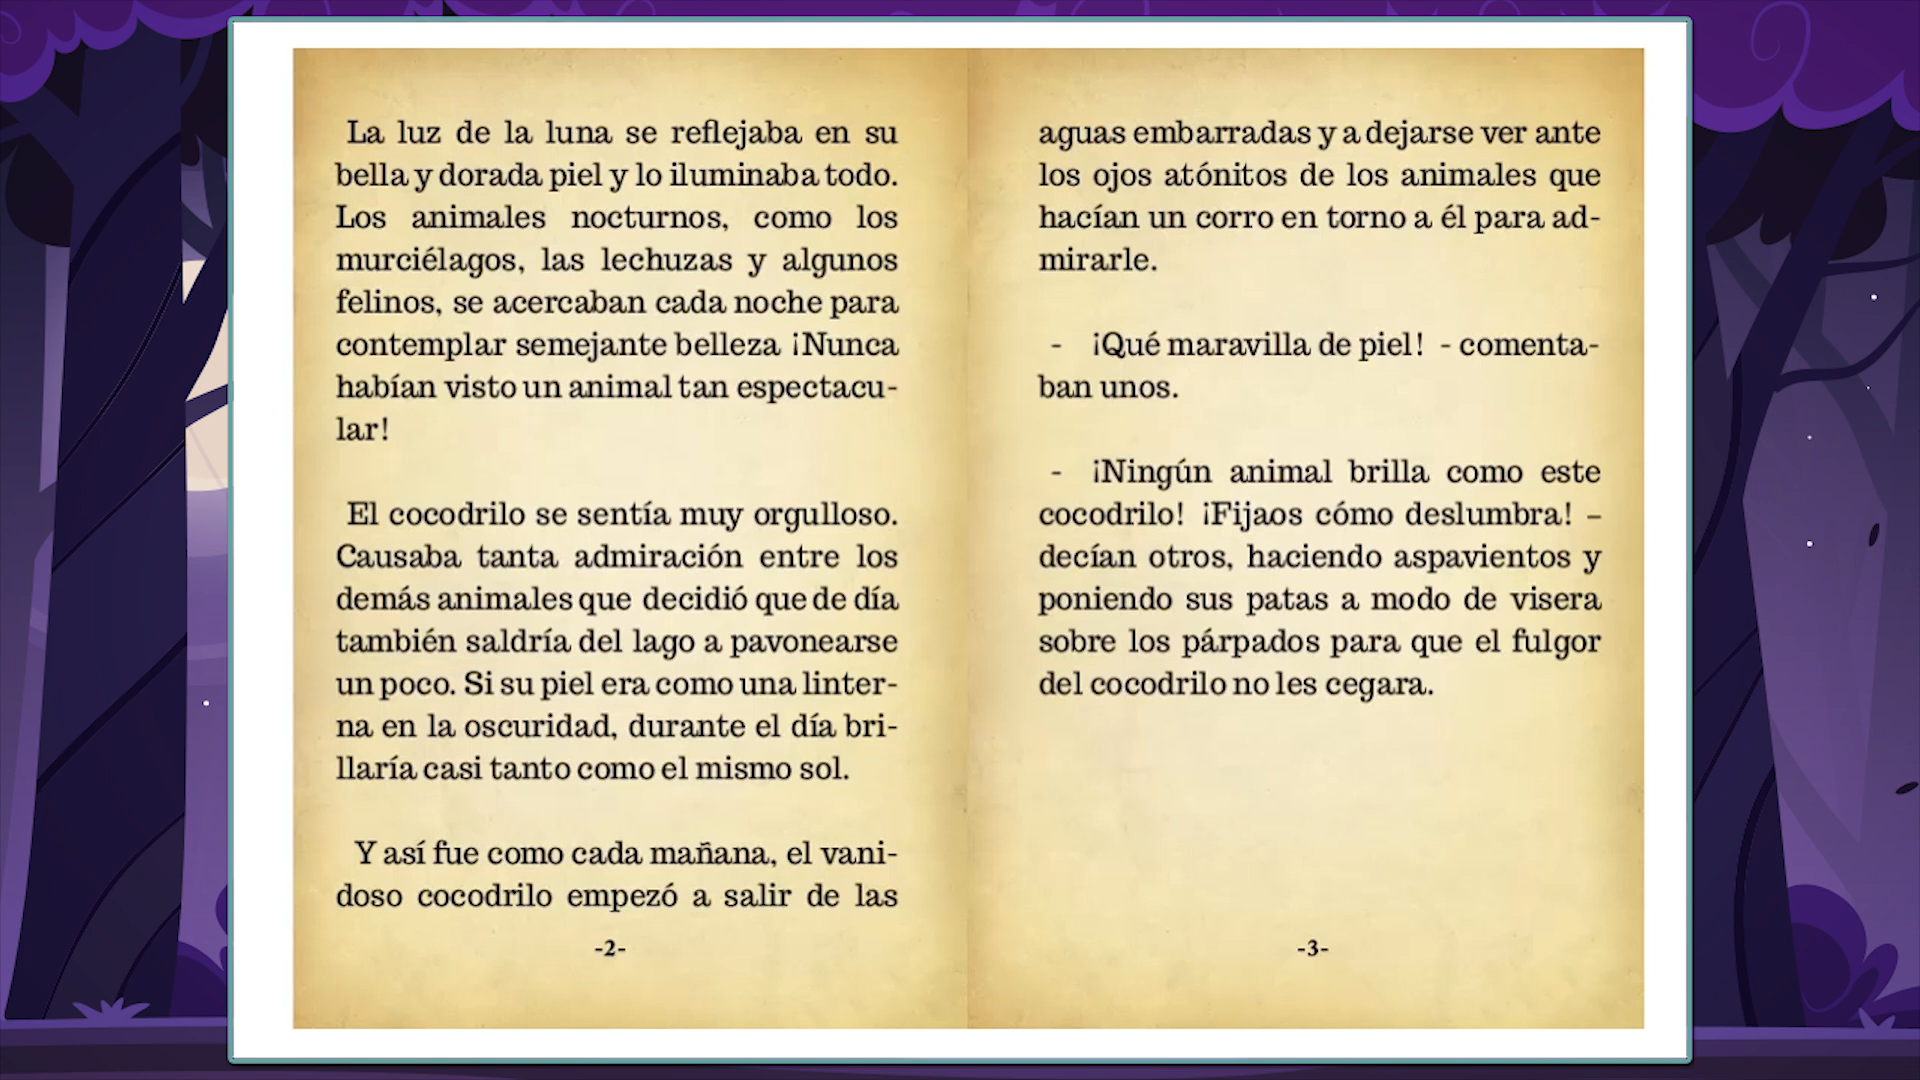 La luz de la luna se reflejaba en su
bella y dorada piel y lo iluminaba todo.
Los animales nocturnos, como los
murciélagos, las lechuzas y algunos
felinos, se acercaban cada noche para
contemplar semejante belleza ¡Nunca
habían visto un animal tan espectacu-
lar!
El cocodrilo se sentía muy orgulloso.
Causaba tanta admiración entre los
demás animales que decidió que de día
también saldría del lago a pavonearse
un poco. Si su piel era como una linter-
na en la oscuridad, durante el día bri-
llaría casi tanto como el mismo sol.
Y así fue como cada mañana, el vani-
doso cocodrilo empezó a salir de las
-2-
aguas embarradas y a dejarse ver ante
los ojos atónitos de los animales que
hacían un corro en torno a él para ad-
mirarle.
- ¡Qué maravilla de piel! - comenta-
ban unos.
- ¡Ningún animal brilla como este
cocodrilo! ¡Fijaos cómo deslumbra! –
decían otros, haciendo aspavientos y
poniendo sus patas a modo de visera
sobre los párpados para que el fulgor
del cocodrilo no les cegara.
-3-